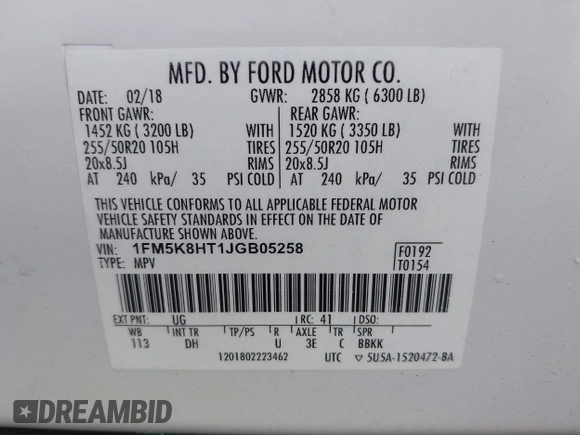 MFD. BY FORD MOTOR CO.
DATE: 02/18 GVWR: 2858 KG ( 6300 LB)
FRONT GAWR: REAR GAWR:
1452 KG ( 3200 LB) WITH 1520 KG ( 3350 LB) WITH
255/50R20 105H TIRES 255/50R20 105H TIRES
20x8.5J RIMS 20x8.5J RIMS
AT 240 kPa/ 35 PSI COLD AT 240 kPa/ 35 PSI COLD
THIS VEHICLE CONFORMS TO ALL APPLICABLE FEDERAL MOTOR
VEHICLE SAFETY STANDARDS IN EFFECT ON THE DATE OF
MANUFACTURE SHOWN ABOVE.
VIN: 1FM5K8HT1JGB05258 F0192
TYPE: MPV T0154
EXT PNT: UG RC: 41 DSO:
WB INT TR TP/PS R AXLE TR SPR
113 DH U 3E C BBKK
1201802223462 UTC ▽ 5U5A-1520472-BA
DREAMBID